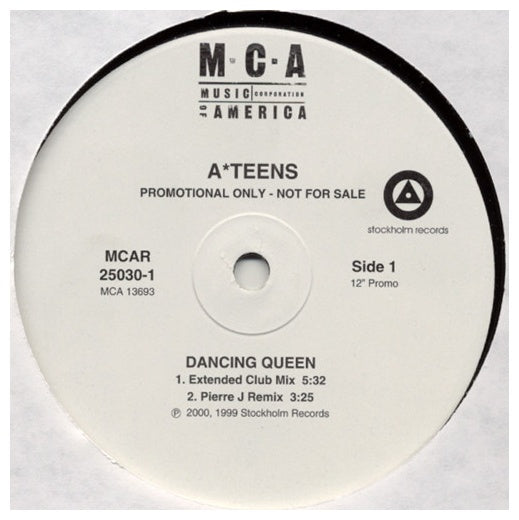 M·C·A
MUSIC CORPORATION
OF AMERICA
A*TEENS
PROMOTIONAL ONLY - NOT FOR SALE
stockholm records
MCAR
25030-1
MCA 13693
Side 1
12" Promo
DANCING QUEEN
1. Extended Club Mix 5:32
2. Pierre J Remix 3:25
℗ 2000, 1999 Stockholm Records